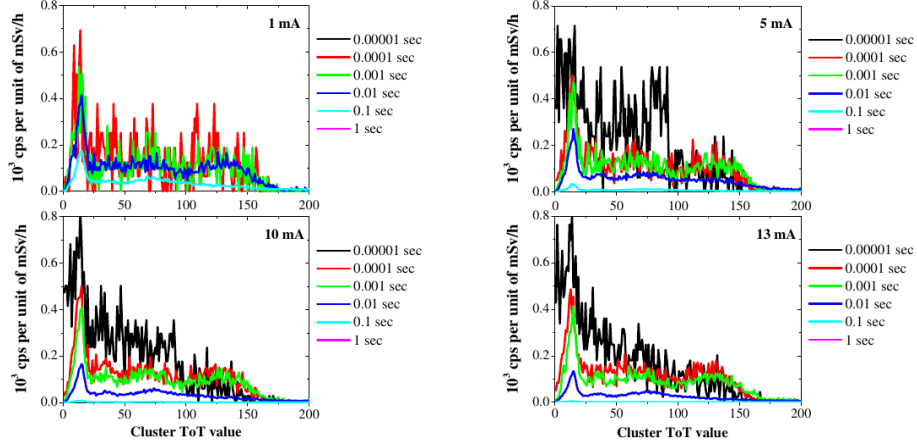 1 mA
0.00001 sec
0.0001 sec
0.001 sec
0.01 sec
0.1 sec
1 sec
10³ cps per unit of mSv/h
0.8
0.6
0.4
0.2
0.0
0 50 100 150 200
5 mA
0.00001 sec
0.0001 sec
0.001 sec
0.01 sec
0.1 sec
1 sec
10³ cps per unit of mSv/h
0.8
0.6
0.4
0.2
0.0
0 50 100 150 200
10 mA
0.00001 sec
0.0001 sec
0.001 sec
0.01 sec
0.1 sec
1 sec
10³ cps per unit of mSv/h
0.8
0.6
0.4
0.2
0.0
0 50 100 150 200
Cluster ToT value
13 mA
0.00001 sec
0.0001 sec
0.001 sec
0.01 sec
0.1 sec
1 sec
10³ cps per unit of mSv/h
0.8
0.6
0.4
0.2
0.0
0 50 100 150 200
Cluster ToT value